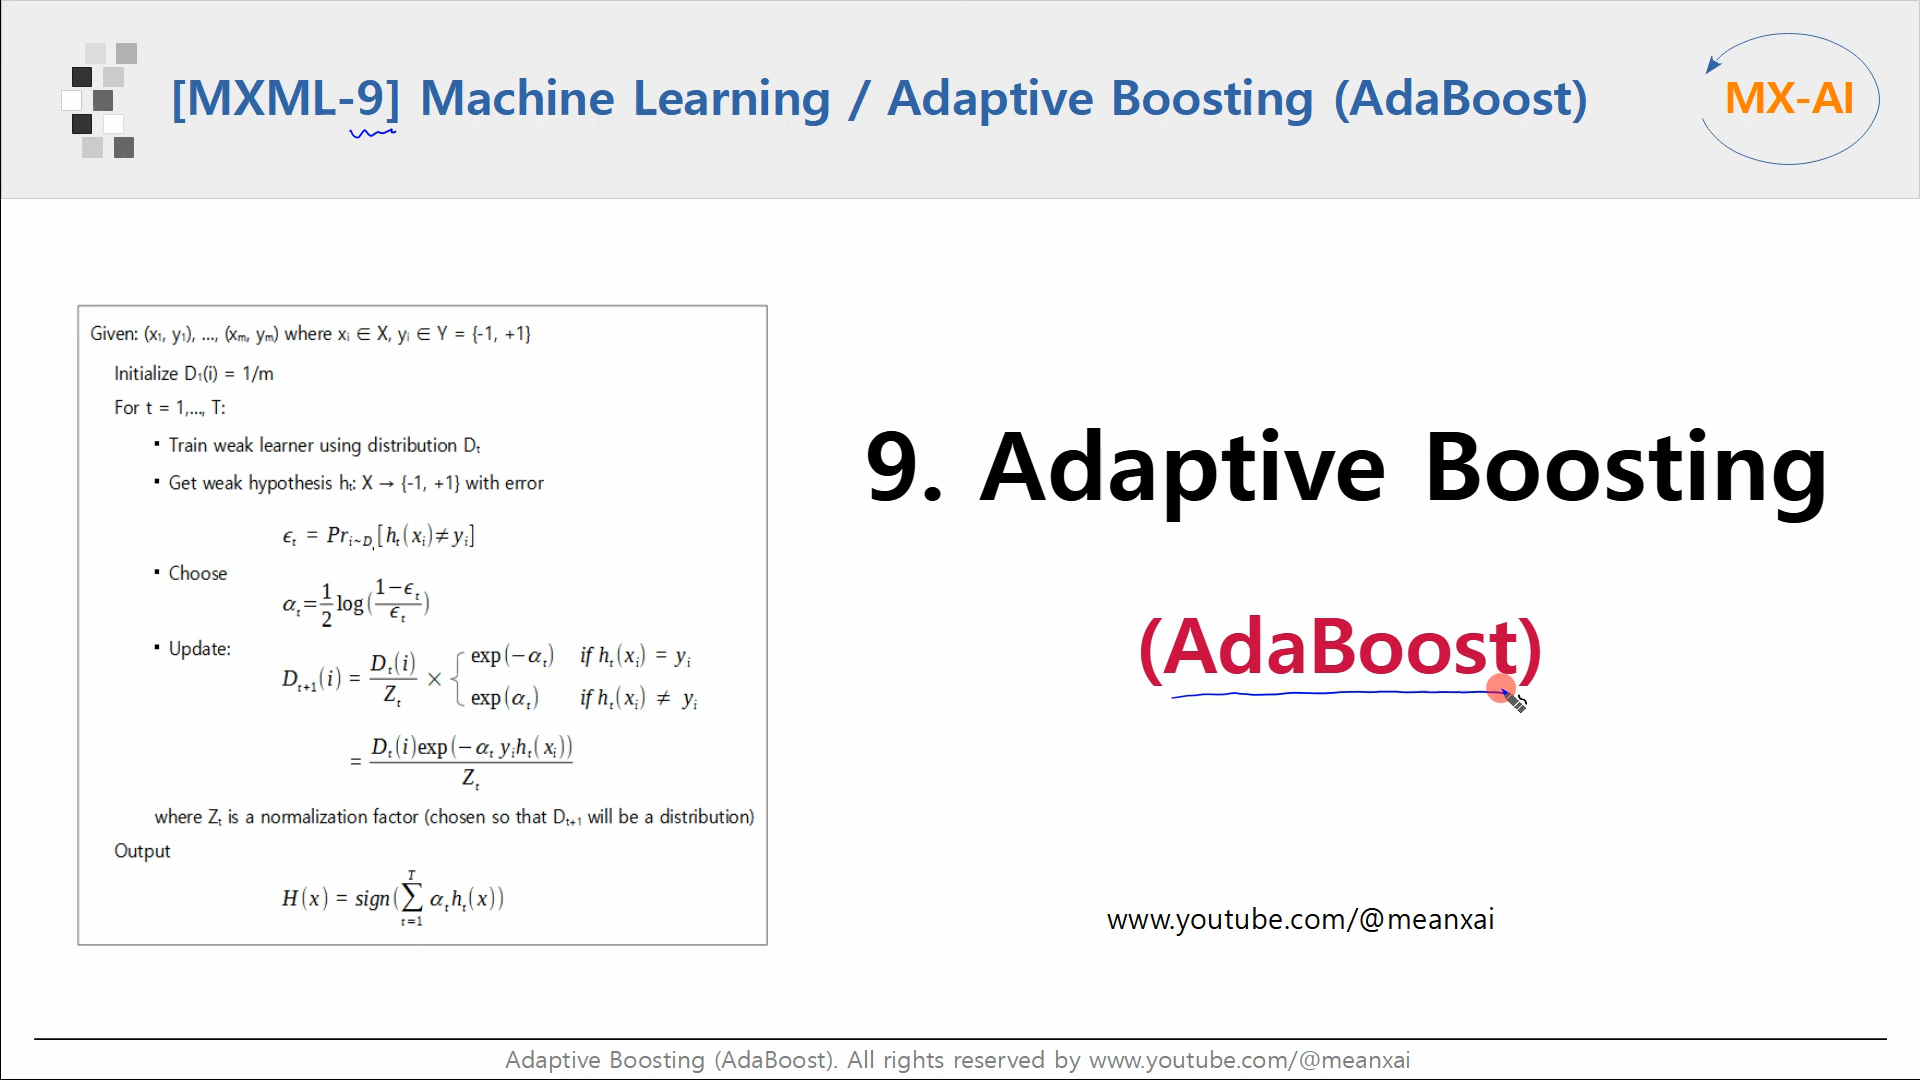 [MXML-9] Machine Learning / Adaptive Boosting (AdaBoost)
MX-AI
Given: (x₁, y₁), ..., (xₘ, yₘ) where xᵢ ∈ X, yᵢ ∈ Y = {-1, +1}
Initialize D₁(i) = 1/m
For t = 1,..., T:
▪ Train weak learner using distribution Dₜ
▪ Get weak hypothesis hₜ: X → {-1, +1} with error
ϵₜ = Pr_{i~Dₜ}[hₜ(xᵢ)≠yᵢ]
▪ Choose
αₜ = 1/2 log((1−ϵₜ)/ϵₜ)
▪ Update:
Dₜ₊₁(i) = Dₜ(i)/Zₜ × { exp(−αₜ) if hₜ(xᵢ) = yᵢ
exp(αₜ) if hₜ(xᵢ) ≠ yᵢ
= Dₜ(i)exp(−αₜ yᵢhₜ(xᵢ))/Zₜ
where Zₜ is a normalization factor (chosen so that Dₜ₊₁ will be a distribution)
Output
H(x) = sign(∑_{t=1}^{T} αₜhₜ(x))
9. Adaptive Boosting
(AdaBoost)
www.youtube.com/@meanxai
Adaptive Boosting (AdaBoost). All rights reserved by www.youtube.com/@meanxai